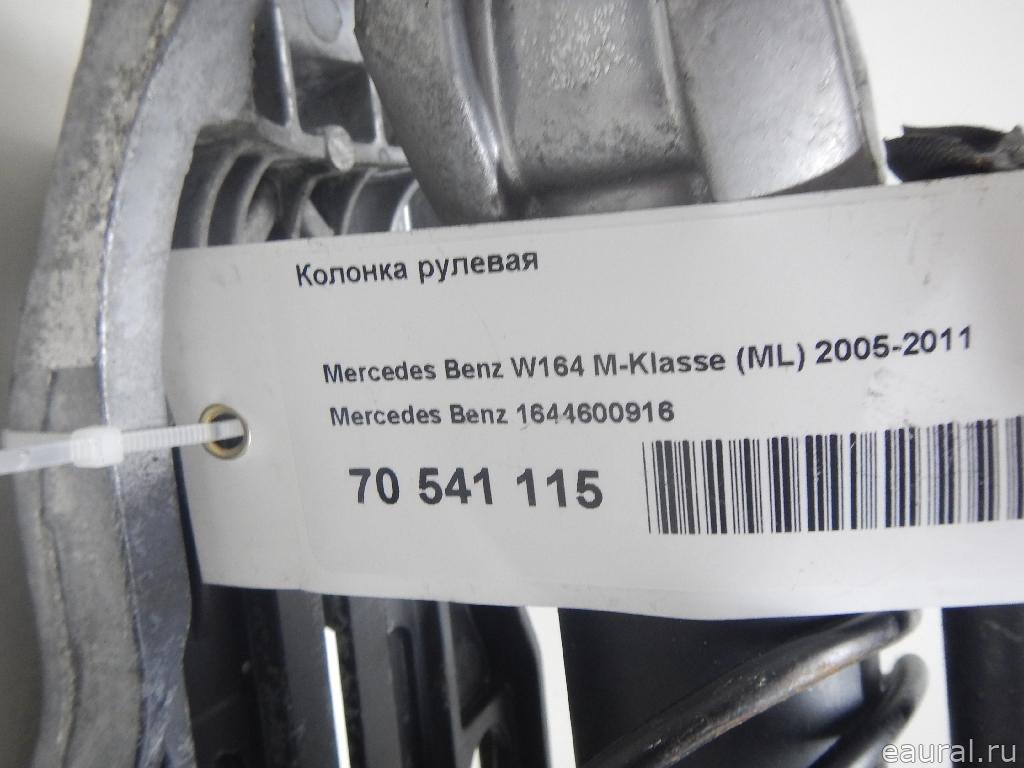 Колонка рулевая
Mercedes Benz W164 M-Klasse (ML) 2005-2011
Mercedes Benz 1644600916
70 541 115
eaural.ru